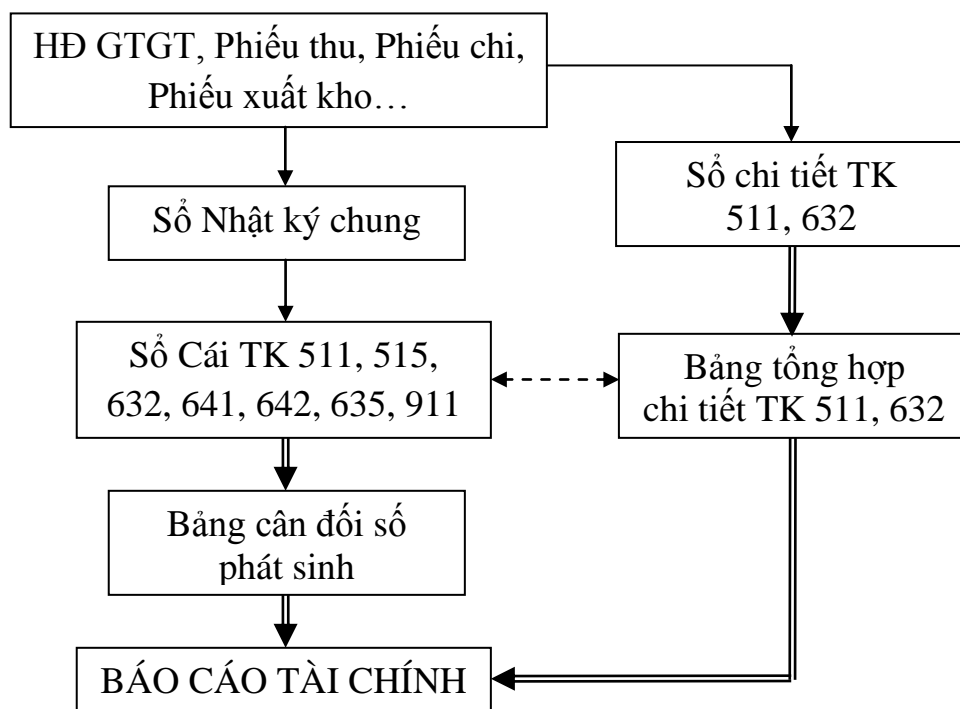 HĐ GTGT, Phiếu thu, Phiếu chi,
Phiếu xuất kho…
Sổ chi tiết TK
511, 632
Sổ Nhật ký chung
Sổ Cái TK 511, 515,
632, 641, 642, 635, 911
Bảng tổng hợp
chi tiết TK 511, 632
Bảng cân đối số
phát sinh
BÁO CÁO TÀI CHÍNH